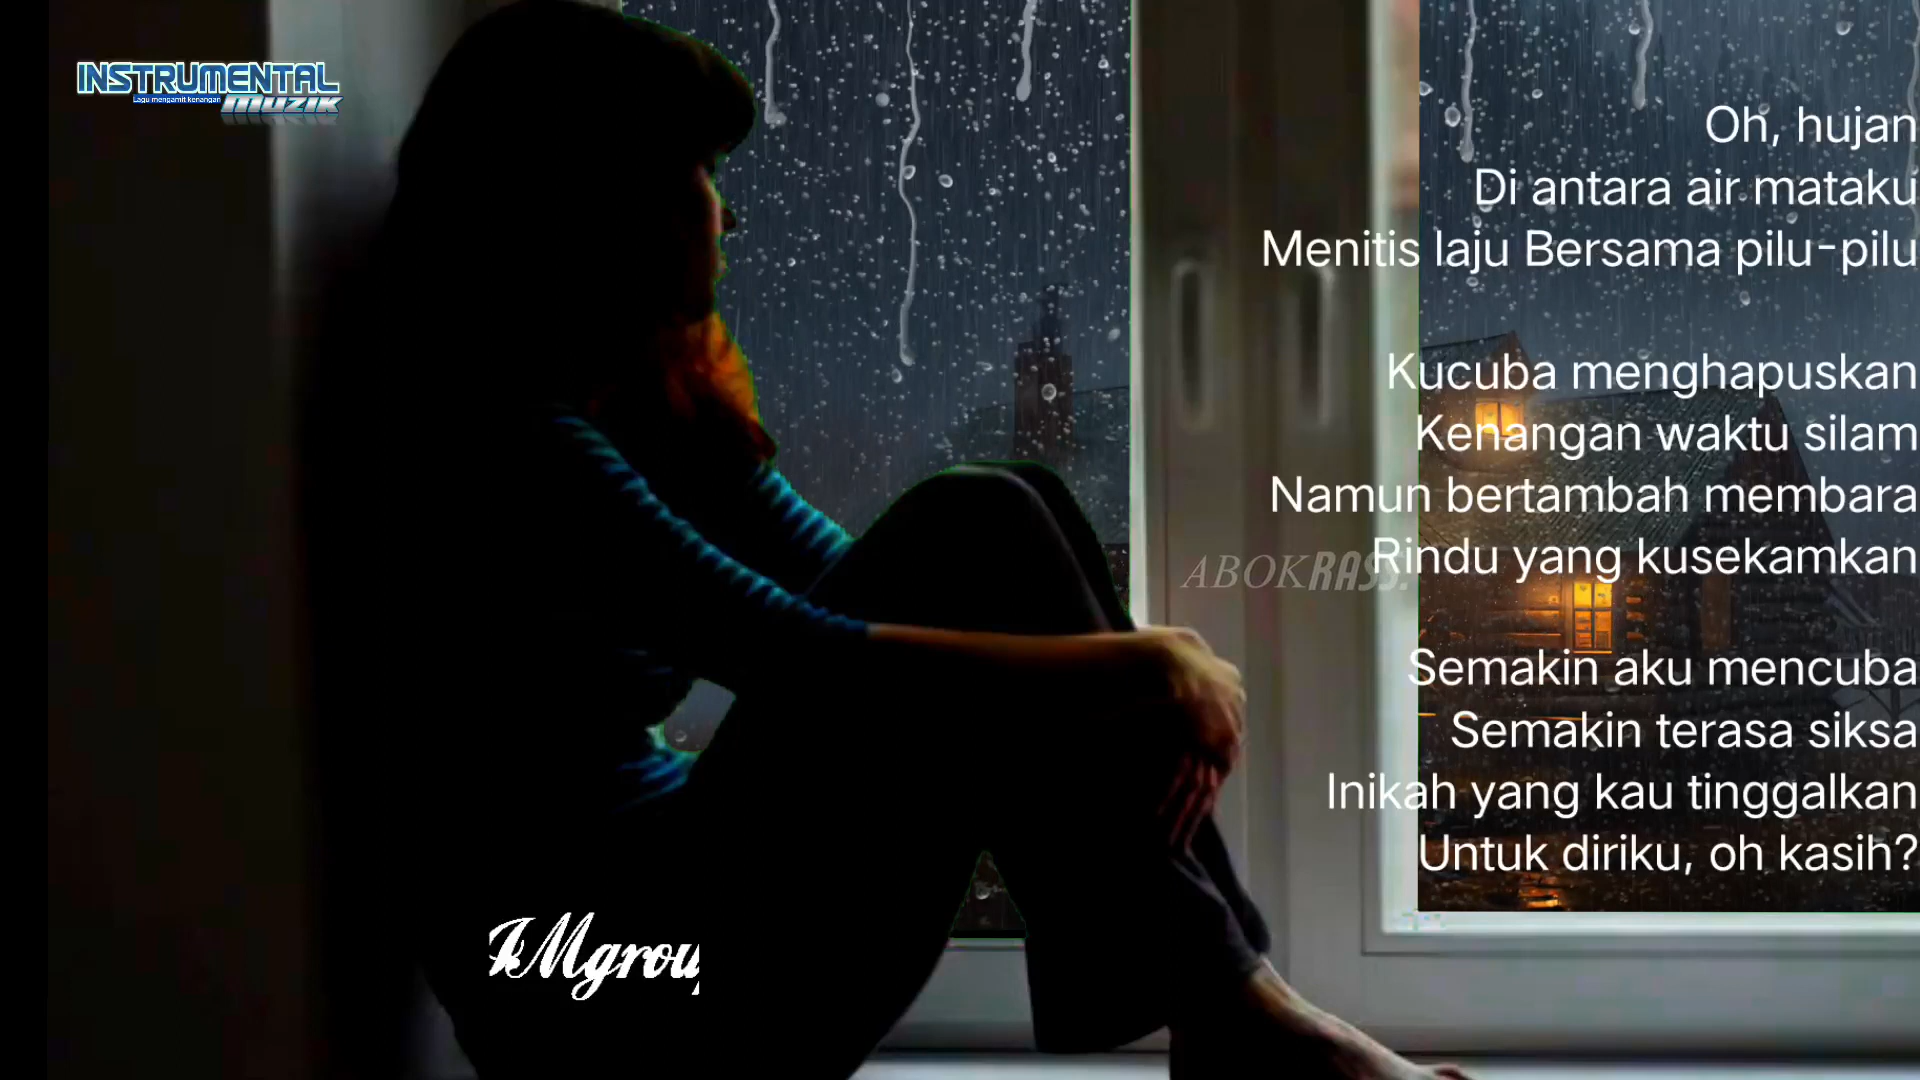 INSTRUMENTAL
Lagu mengamit kenangan
muzik
Oh, hujan
Di antara air mataku
Menitis laju Bersama pilu-pilu
Kucuba menghapuskan
Kenangan waktu silam
Namun bertambah membara
Rindu yang kusekamkan
ABOKRASS.
Semakin aku mencuba
Semakin terasa siksa
Inikah yang kau tinggalkan
Untuk diriku, oh kasih?